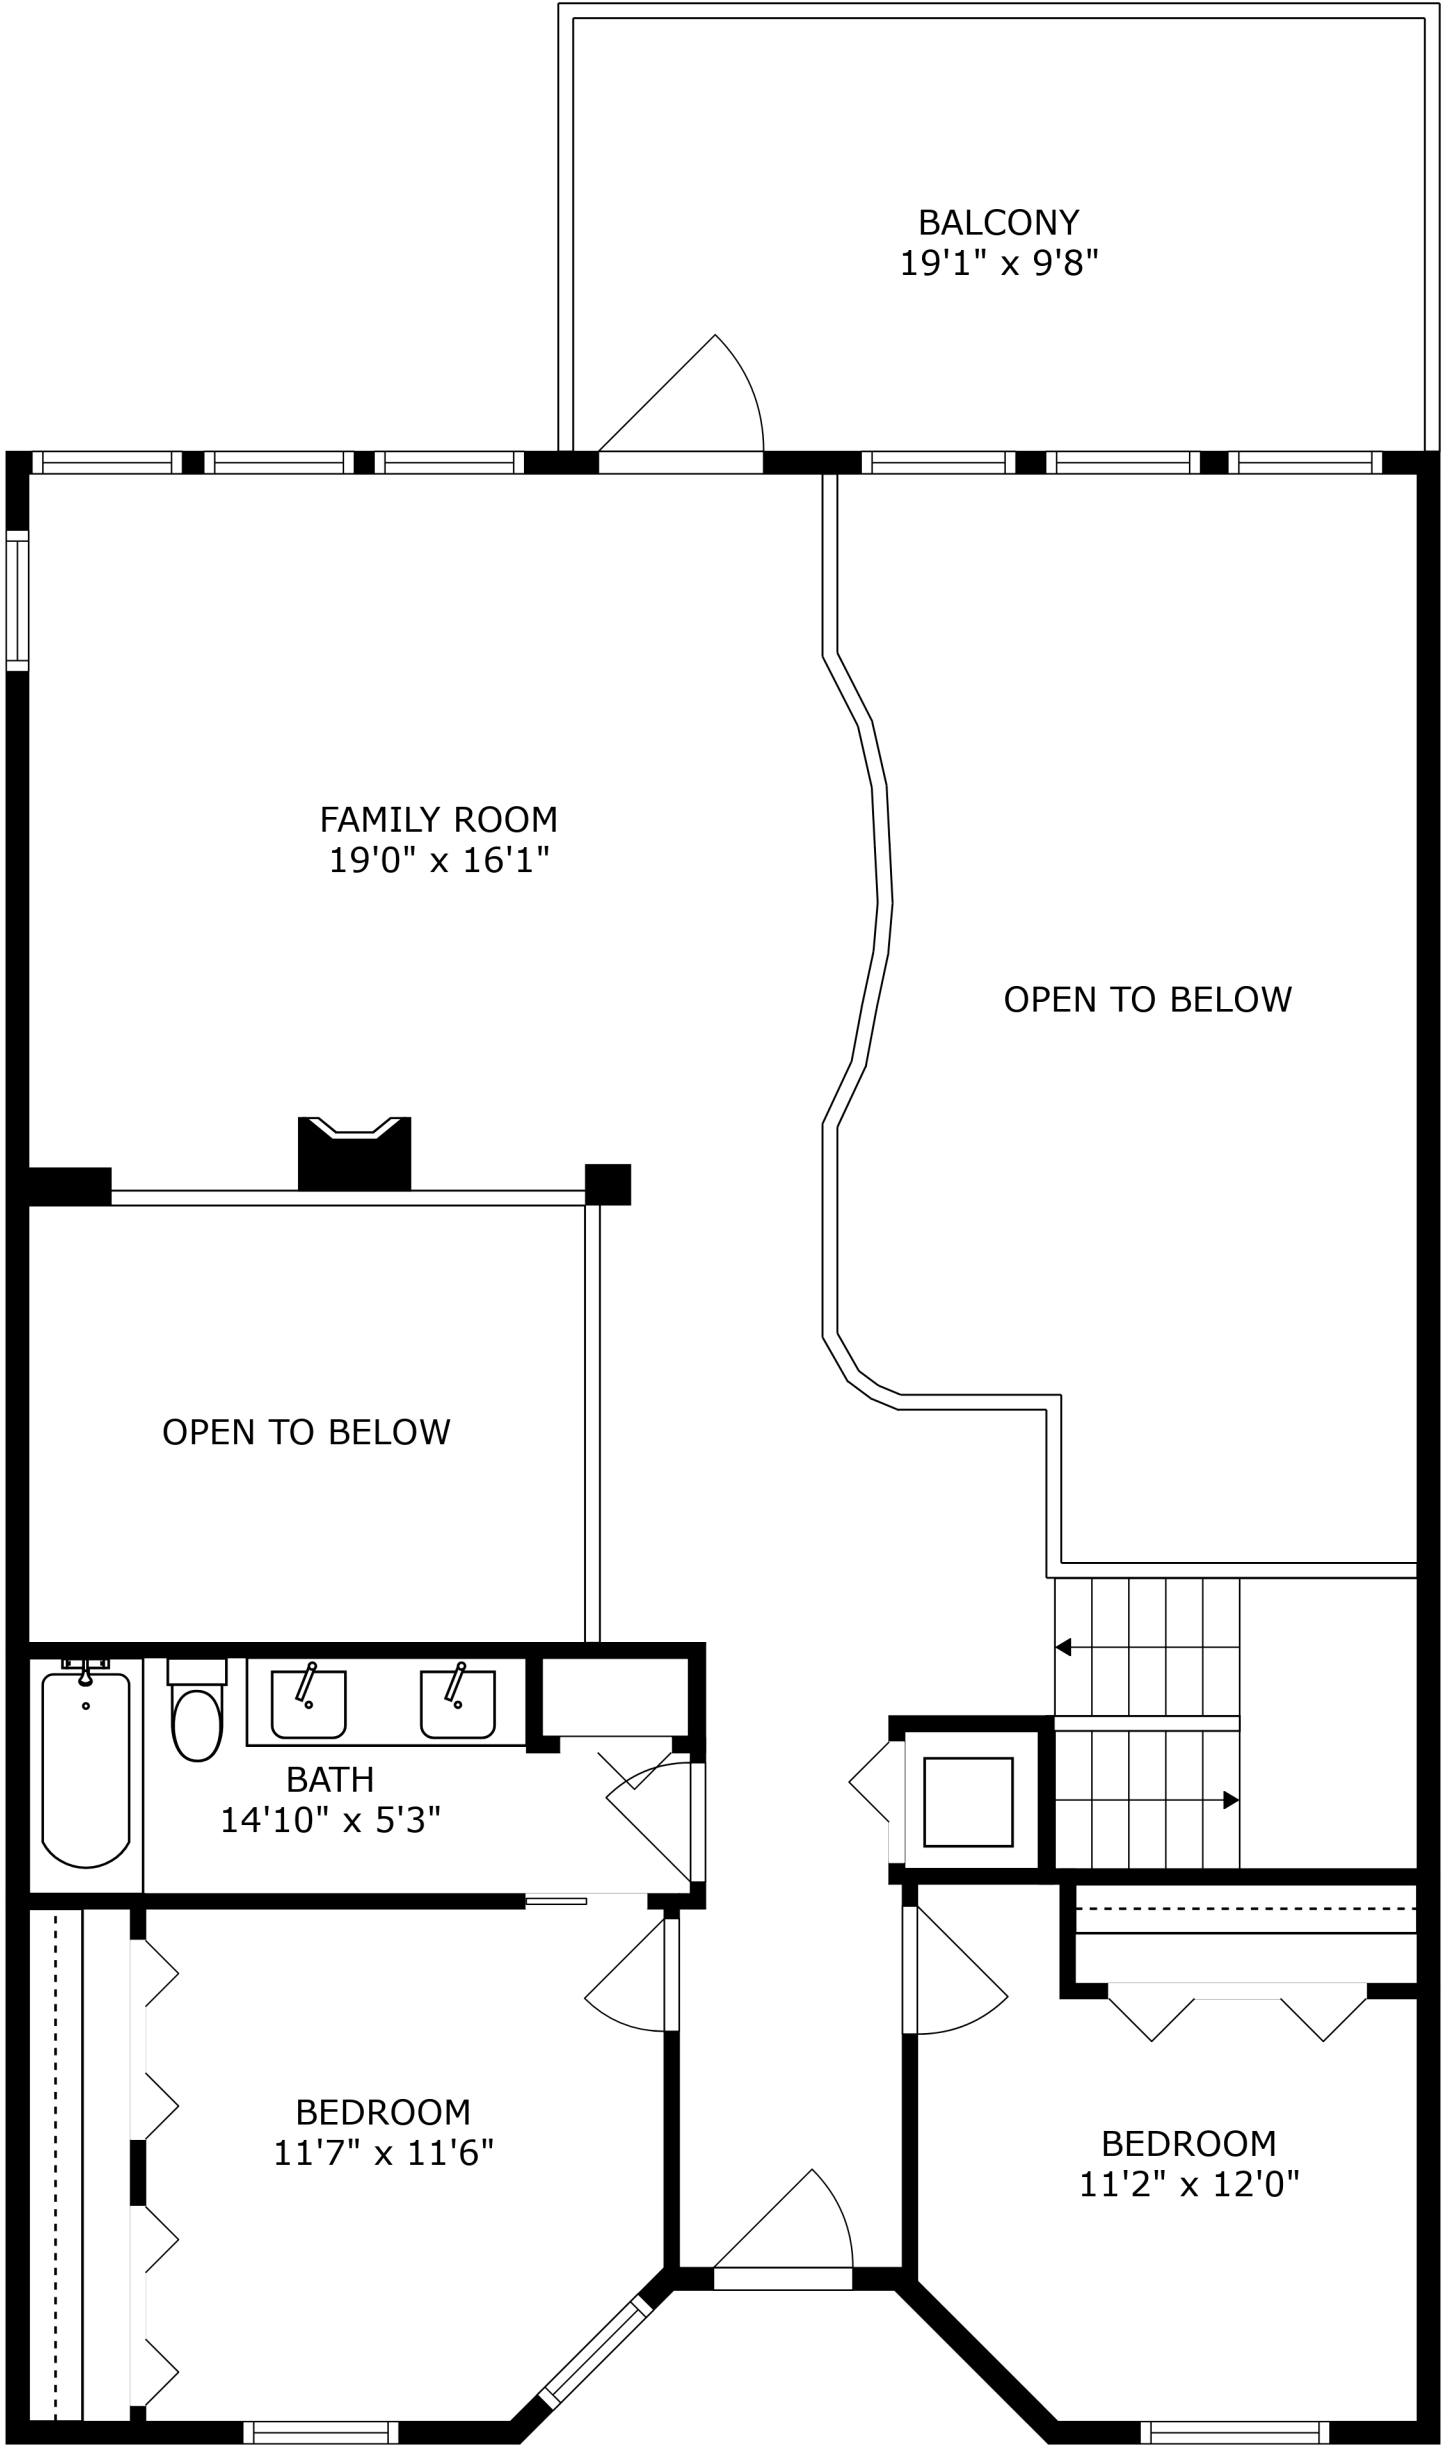 BALCONY
19'1" x 9'8"
FAMILY ROOM
19'0" x 16'1"
OPEN TO BELOW
OPEN TO BELOW
BATH
14'10" x 5'3"
BEDROOM
11'7" x 11'6"
BEDROOM
11'2" x 12'0"